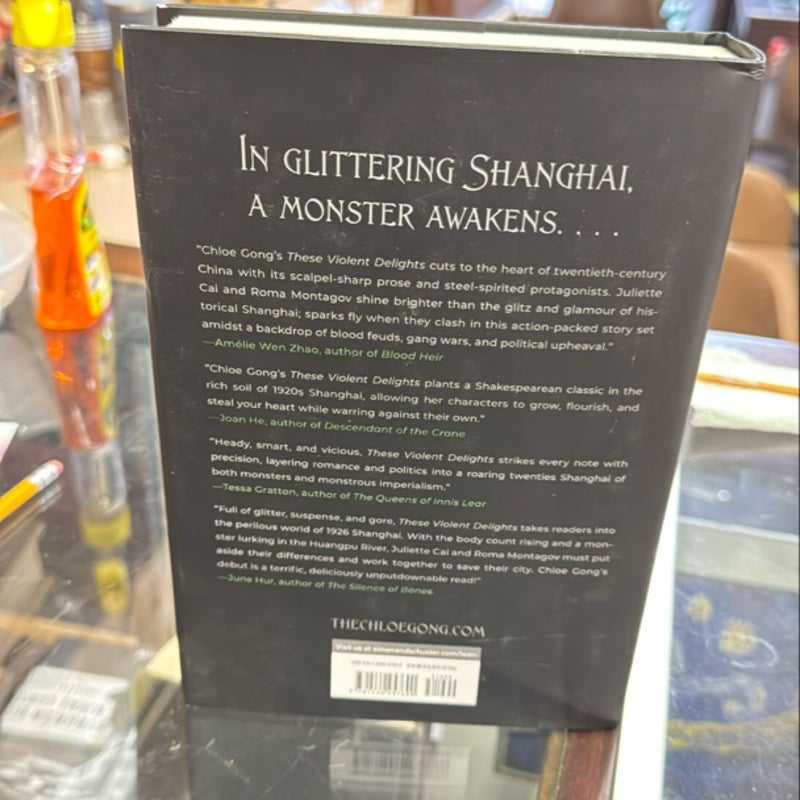 IN GLITTERING SHANGHAI,
A MONSTER AWAKENS. . . .
"Chloe Gong's These Violent Delights cuts to the heart of twentieth-century
China with its scalpel-sharp prose and steel-spirited protagonists. Juliette
Cai and Roma Montagov shine brighter than the glitz and glamour of his-
torical Shanghai; sparks fly when they clash in this action-packed story set
amidst a backdrop of blood feuds, gang wars, and political upheaval."
—Amélie Wen Zhao, author of Blood Heir
"Chloe Gong's These Violent Delights plants a Shakespearean classic in the
rich soil of 1920s Shanghai, allowing her characters to grow, flourish, and
steal your heart while warring against their own."
—Joan He, author of Descendant of the Crane
"Heady, smart, and vicious, These Violent Delights strikes every note with
precision, layering romance and politics into a roaring twenties Shanghai of
both monsters and monstrous imperialism."
—Tessa Gratton, author of The Queens of Innis Lear
"Full of glitter, suspense, and gore, These Violent Delights takes readers into
the perilous world of 1926 Shanghai. With the body count rising and a mon-
ster lurking in the Huangpu River, Juliette Cai and Roma Montagov must put
aside their differences and work together to save their city. Chloe Gong's
debut is a terrific, deliciously unputdownable read!"
—June Hur, author of The Silence of Bones
THECHLOEGONG.COM
Visit us at simonandschuster.com/teen